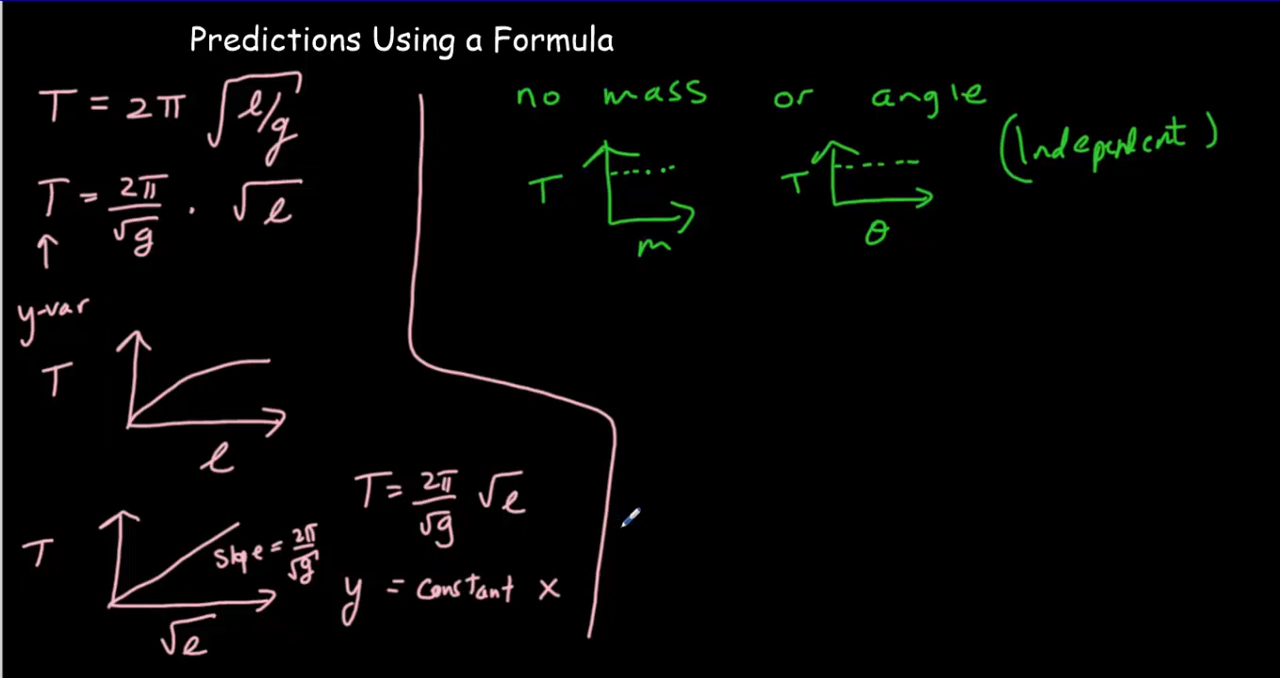 Predictions Using a Formula
T = 2π √l/g
T = 2π/√g · √l
↑
y-var
T
l
T
slope = 2π/√g
√l
T = 2π/√g √l
y = constant x
no mass or angle
(Independent)
T
m
T
θ